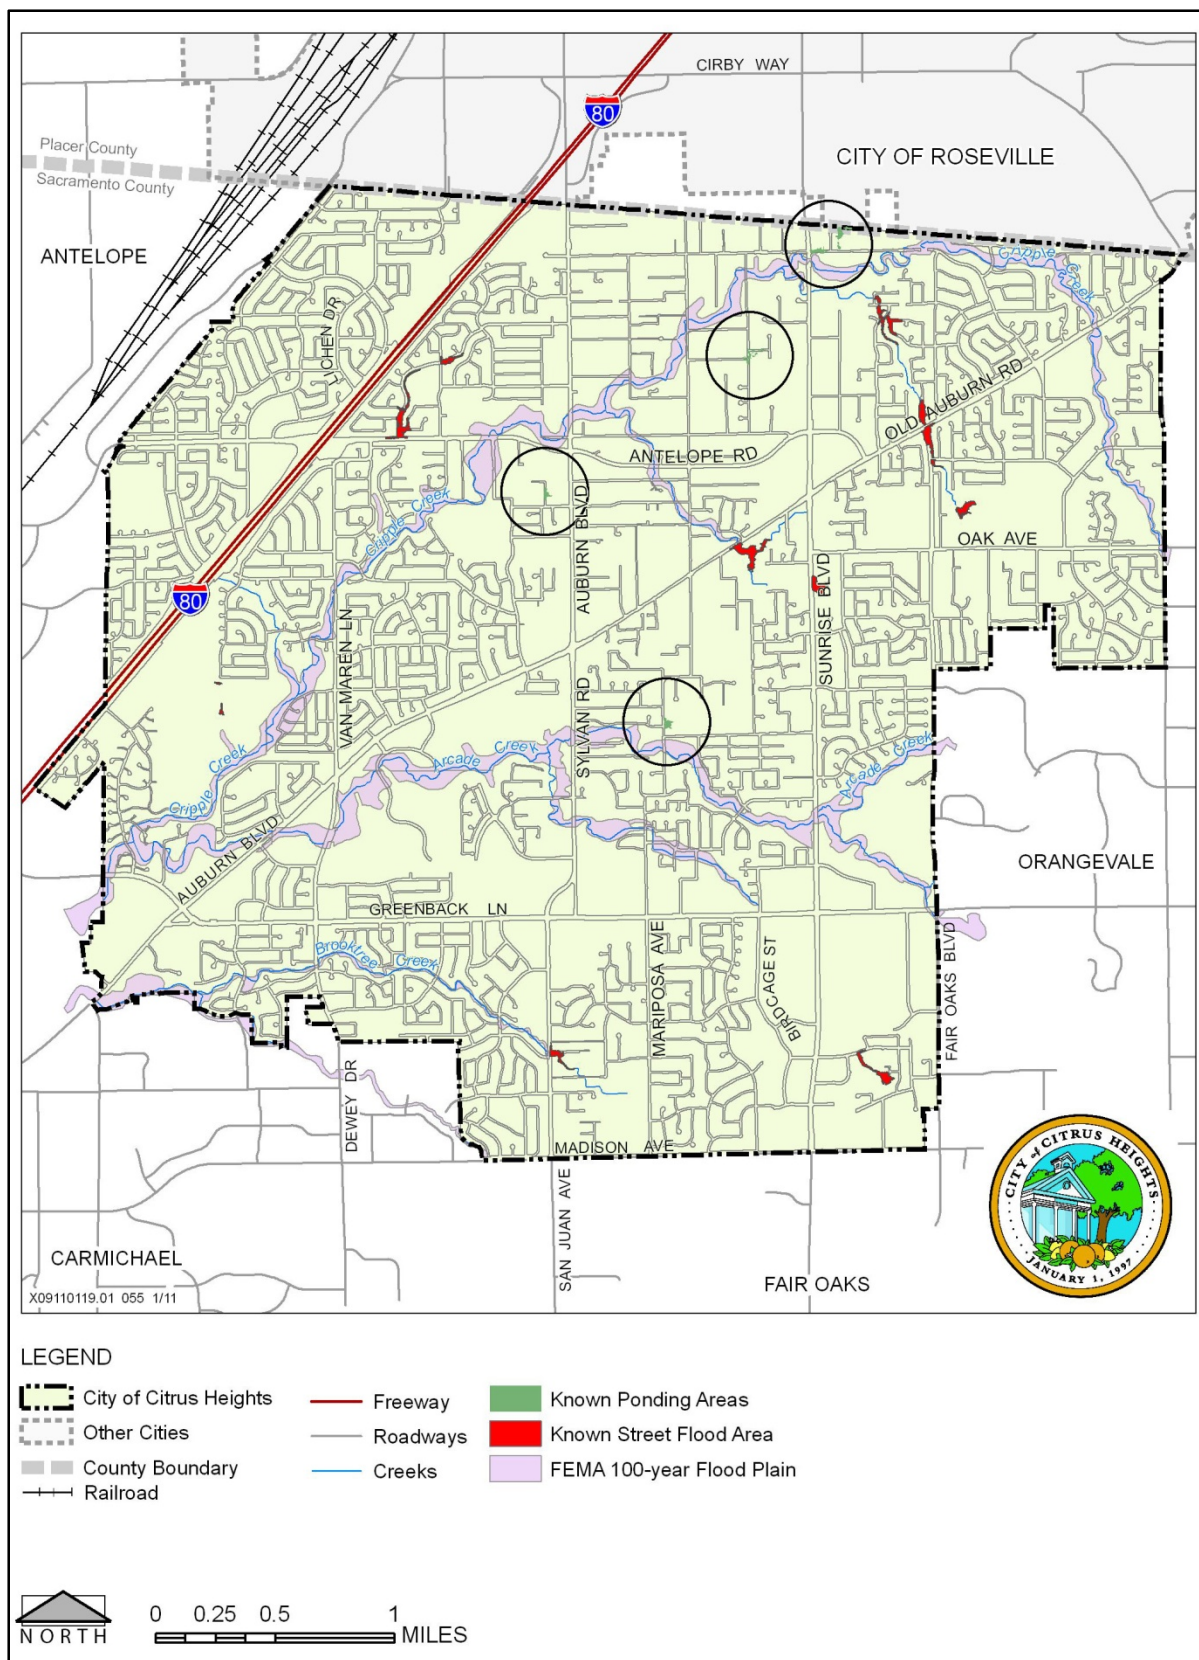 CIRBY WAY
80
Placer County
Sacramento County
CITY OF ROSEVILLE
ANTELOPE
Cripple Creek
LICHEN DR
OLD AUBURN RD
ANTELOPE RD
Cripple Creek
AUBURN BLVD
OAK AVE
80
VAN MAREN LN
SUNRISE BLVD
SYLVAN RD
Cripple Creek
Arcade Creek
Arcade Creek
AUBURN BLVD
ORANGEVALE
GREENBACK LN
Brooktree Creek
MARIPOSA AVE
BIRDCAGE ST
FAIR OAKS BLVD
DEWEY DR
MADISON AVE
SAN JUAN AVE
CITY of CITRUS HEIGHTS
JANUARY 1, 1997
CARMICHAEL
FAIR OAKS
X09110119.01 055 1/11
LEGEND
City of Citrus Heights
Other Cities
County Boundary
Railroad
Freeway
Roadways
Creeks
Known Ponding Areas
Known Street Flood Area
FEMA 100-year Flood Plain
NORTH
0 0.25 0.5 1
MILES